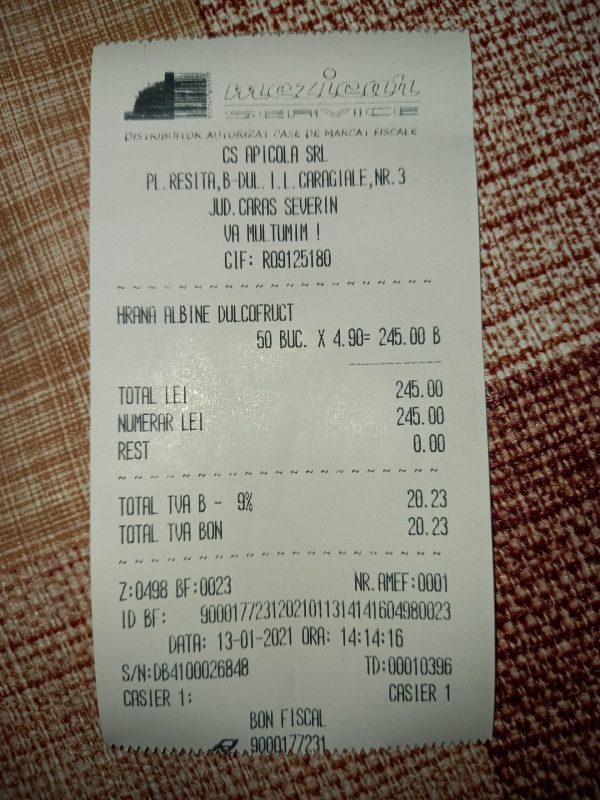 SERVICE
DISTRIBUITOR AUTORIZAT CASE DE MARCAT FISCALE
CS APICOLA SRL
PL.RESITA,B-DUL.I.L.CARAGIALE,NR.3
JUD.CARAS SEVERIN
VA MULTUMIM !
CIF: RO9125180
HRANA ALBINE DULCOFRUCT
50 BUC. X 4.90= 245.00 B
TOTAL LEI 245.00
NUMERAR LEI 245.00
REST 0.00
TOTAL TVA B - 9% 20.23
TOTAL TVA BON 20.23
Z:0498 BF:0023 NR.AMEF:0001
ID BF: 9000177231202101131414160498​0023
DATA: 13-01-2021 ORA: 14:14:16
S/N:DB4100026848 TD:00010396
CASIER 1: CASIER 1
BON FISCAL
9000177231